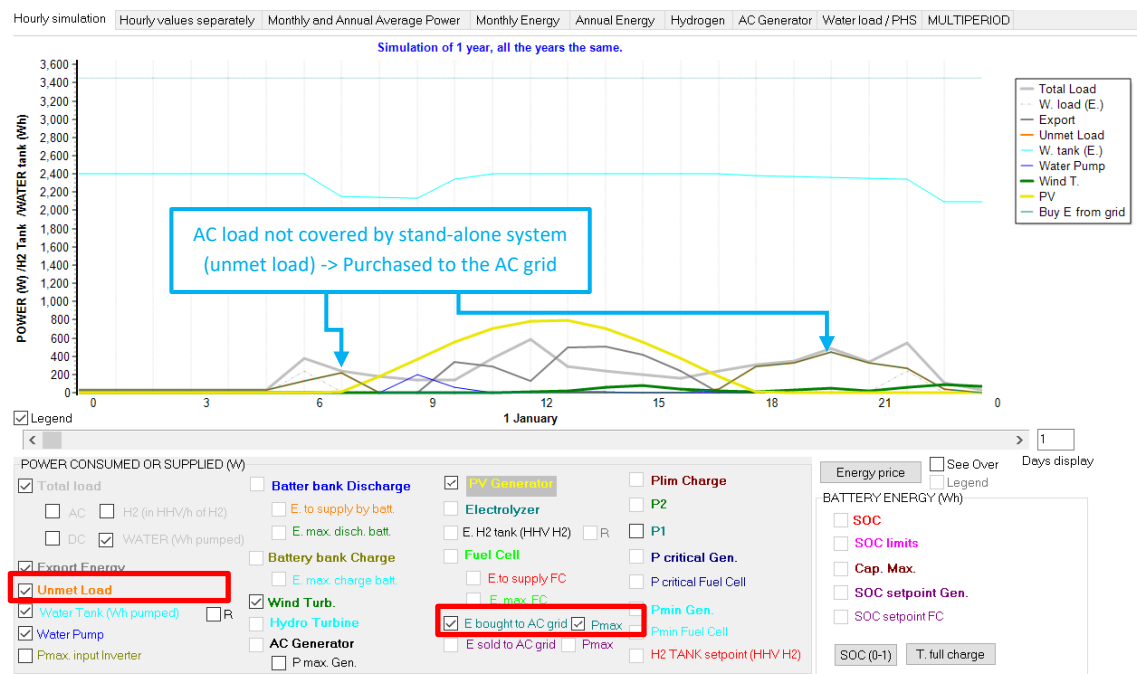 Hourly simulation Hourly values separately Monthly and Annual Average Power Monthly Energy Annual Energy Hydrogen AC Generator Water load / PHS MULTIPERIOD
Simulation of 1 year, all the years the same.
POWER (W) /H2 Tank /WATER tank (Wh)
3,600
3,400
3,200
3,000
2,800
2,600
2,400
2,200
2,000
1,800
1,600
1,400
1,200
1,000
800
600
400
200
0
AC load not covered by stand-alone system
(unmet load) -> Purchased to the AC grid
Total Load
W. load (E.)
Export
Unmet Load
W. tank (E.)
Water Pump
Wind T.
PV
Buy E from grid
0 3 6 9 12 15 18 21 0
1 January
Legend
< > 1
Days display
POWER CONSUMED OR SUPPLIED (W)
Total load
AC H2 (in HHV/h of H2)
DC WATER (Wh pumped)
Export Energy
Unmet Load
Water Tank (Wh pumped) R
Water Pump
Pmax. input Inverter
Batter bank Discharge
E. to supply by batt.
E. max. disch. batt.
Battery bank Charge
E. max. charge batt.
Wind Turb.
Hydro Turbine
AC Generator
P max. Gen.
PV Generator
Electrolyzer
E. H2 tank (HHV H2) R
Fuel Cell
E.to supply FC
E. max. FC
E bought to AC grid Pmax
E sold to AC grid Pmax
Plim Charge
P2
P1
P critical Gen.
P critical Fuel Cell
Pmin Gen.
Pmin Fuel Cell
H2 TANK setpoint (HHV H2)
Energy price See Over
Legend
BATTERY ENERGY (Wh)
SOC
SOC limits
Cap. Max.
SOC setpoint Gen.
SOC setpoint FC
SOC (0-1) T. full charge